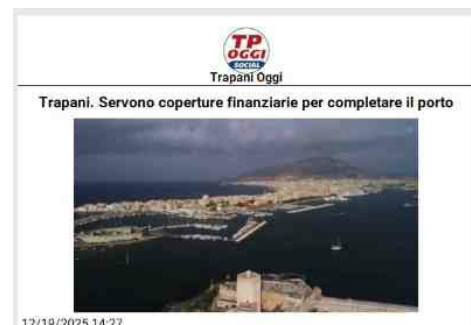 TP
OGGI
SOCIAL
Trapani Oggi
Trapani. Servono coperture finanziarie per completare il porto
12/19/2025 14:27